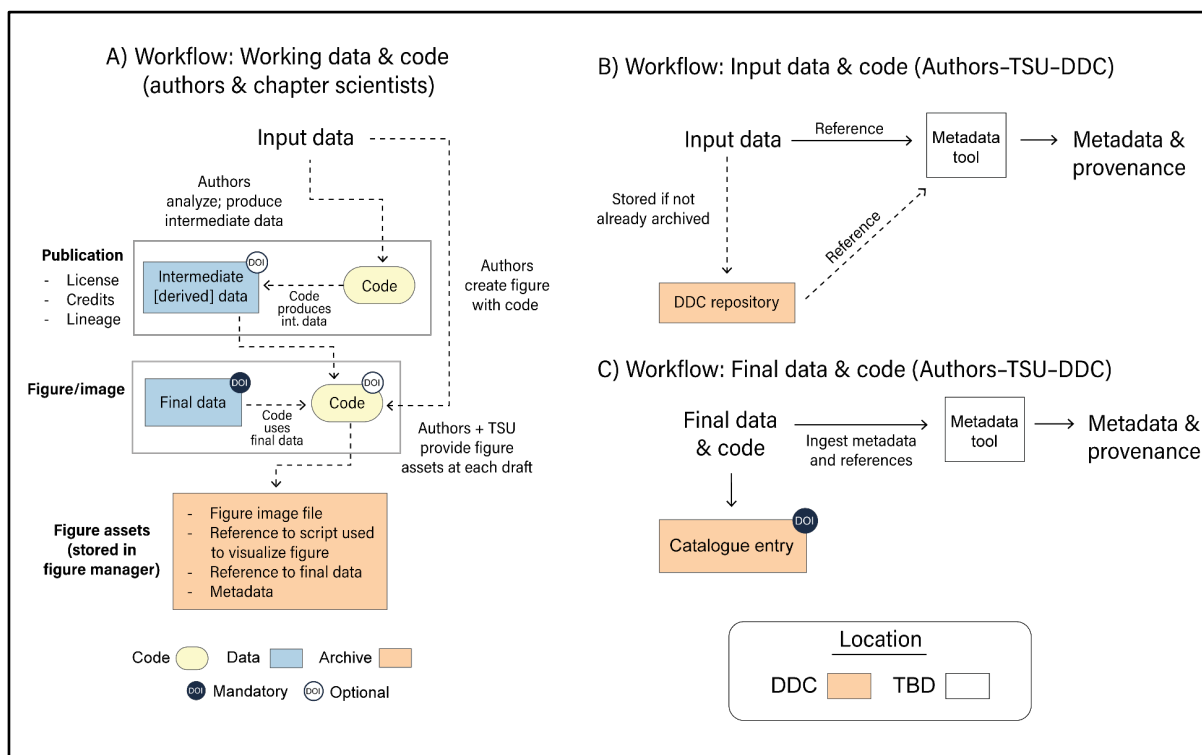 A) Workflow: Working data & code
(authors & chapter scientists)
Input data
Authors
analyze; produce
intermediate data
Publication
- License
- Credits
- Lineage
DOI
Intermediate
[derived] data
Code
Code
produces
int. data
Authors
create figure
with code
Figure/image
DOI
Final data
DOI
Code
Code
uses
final data
Authors + TSU
provide figure
assets at each draft
Figure assets
(stored in
figure manager)
- Figure image file
- Reference to script used
to visualize figure
- Reference to final data
- Metadata
Code
Data
Archive
DOI Mandatory
DOI Optional
B) Workflow: Input data & code (Authors–TSU–DDC)
Input data
Reference
Metadata
tool
Metadata &
provenance
Stored if not
already archived
Reference
DDC repository
C) Workflow: Final data & code (Authors–TSU–DDC)
Final data
& code
Ingest metadata
and references
Metadata
tool
Metadata &
provenance
DOI
Catalogue entry
Location
DDC
TBD